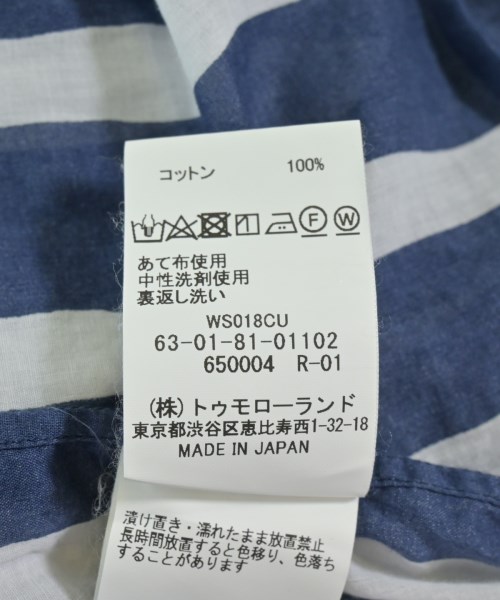 コットン 100%
F W
あて布使用
中性洗剤使用
裏返し洗い
WS018CU
63-01-81-01102
650004 R-01
(株)トゥモローランド
東京都渋谷区恵比寿西1-32-18
MADE IN JAPAN
漬け置き・濡れたまま放置禁止
長時間放置すると色移り、色落ち
することがあります